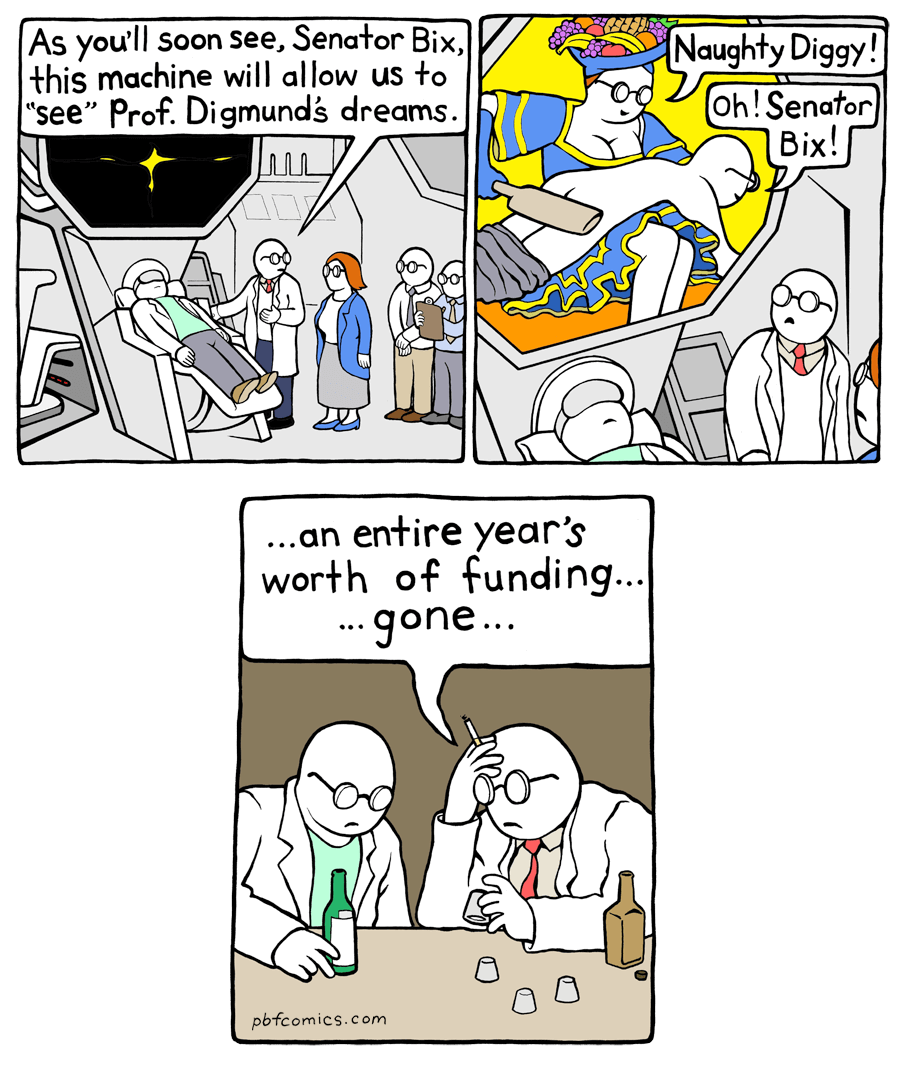 As you'll soon see, Senator Bix,
this machine will allow us to
"see" Prof. Digmund's dreams.
Naughty Diggy!
Oh! Senator
Bix!
...an entire year's
worth of funding...
...gone...
pbfcomics.com